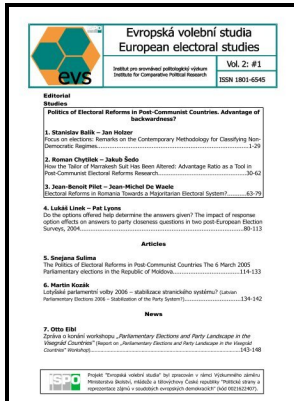 Evropská volební studia
European electoral studies
evs
Institut pro srovnávací politologický výzkum
Institute for Comparative Political Research
Vol. 2: #1
ISSN 1801-6545
Editorial
Studies
Politics of Electoral Reforms in Post-Communist Countries. Advantage of
backwardness?
1. Stanislav Balík – Jan Holzer
Focus on elections: Remarks on the Contemporary Methodology for Classifying Non-
Democratic Regimes.....1-29
2. Roman Chytilek – Jakub Šedo
How the Tailor of Marrakesh Suit Has Been Altered: Advantage Ratio as a Tool in
Post-Communist Electoral Reforms Research.....30-62
3. Jean-Benoit Pilet – Jean-Michel De Waele
Electoral Reforms in Romania Towards a Majoritarian Electoral System?.....63-79
4. Lukáš Linek – Pat Lyons
Do the options offered help determine the answers given? The impact of response
option effects on answers to party closeness questions in two post-European Election
Surveys, 2004.....80-113
Articles
5. Snejana Sulima
The Politics of Electoral Reforms in Post-Communist Countries The 6 March 2005
Parliamentary elections in the Republic of Moldova.....114-133
6. Martin Kozák
Lotyšské parlamentní volby 2006 – stabilizace stranického systému? (Latvian
Parliamentary Elections 2006 – Stabilization of the Party System?).....134-142
News
7. Otto Eibl
Zpráva o konání workshopu „Parliamentary Elections and Party Landscape in the
Visegrád Countries“ (Report on „Parliamentary Elections and Party Landscape in the Visegrád
Countries“ Workshop).....143-148
ISPO
Projekt "Evropská volební studia" byl zpracován v rámci Výzkumného záměru
Ministerstva školství, mládeže a tělovýchovy České republiky "Politické strany a
reprezentace zájmů v soudobých evropských demokraciích" (kód 0021622407).